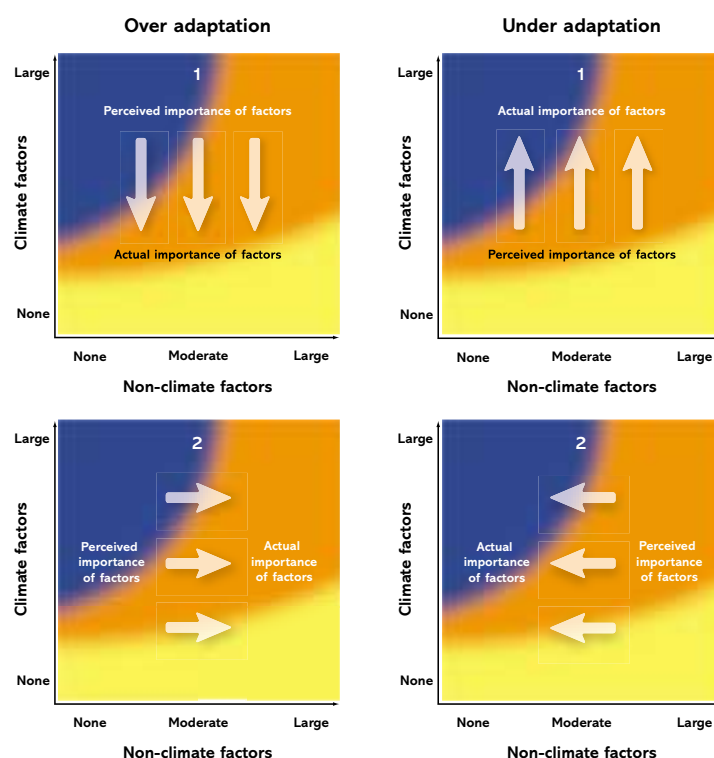 Over adaptation
Large
1
Perceived importance of factors
Climate factors
Actual importance of factors
None
None Moderate Large
Non-climate factors
Under adaptation
Large
1
Actual importance of factors
Climate factors
Perceived importance of factors
None
None Moderate Large
Non-climate factors
Large
2
Climate factors
Perceived
importance
of factors
Actual
importance
of factors
None
None Moderate Large
Non-climate factors
Large
2
Climate factors
Actual
importance
of factors
Perceived
importance
of factors
None
None Moderate Large
Non-climate factors